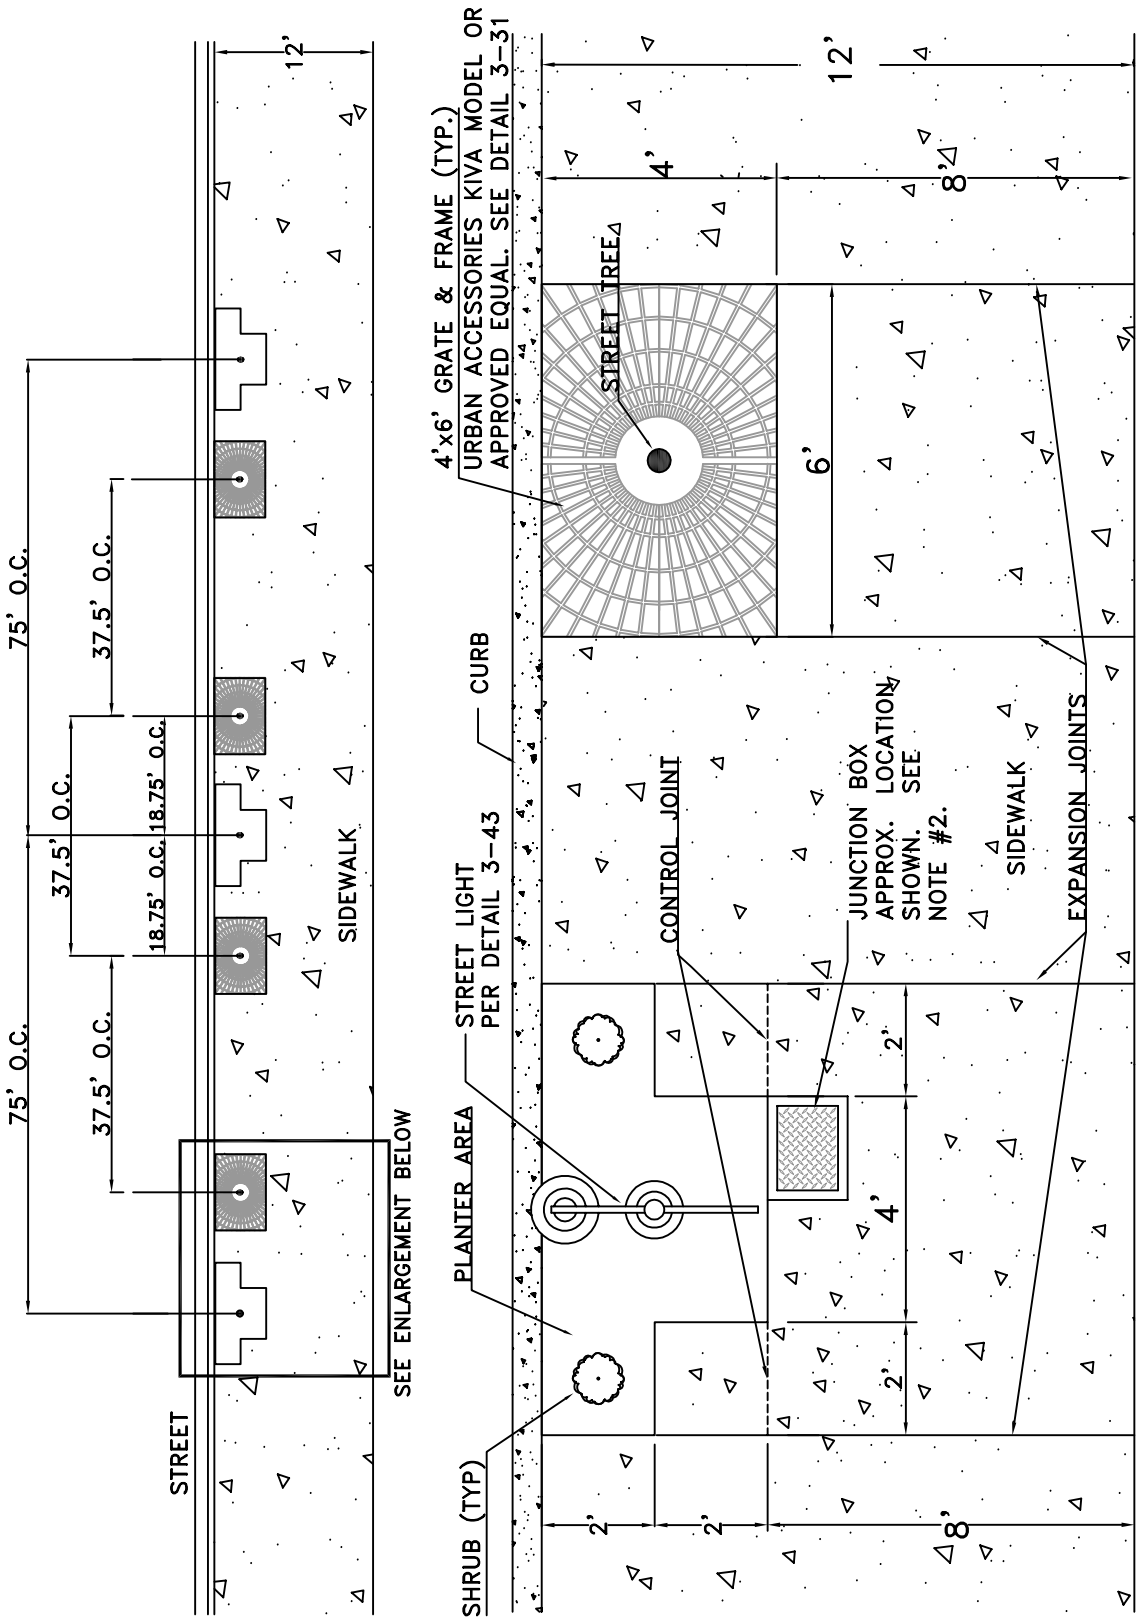 75' O.C.
75' O.C.
37.5' O.C.
37.5' O.C.
37.5' O.C.
18.75' O.C.
18.75' O.C.
12'
STREET
SIDEWALK
SEE ENLARGEMENT BELOW
SHRUB (TYP)
PLANTER AREA
STREET LIGHT
PER DETAIL 3-43
CURB
4'x6' GRATE & FRAME (TYP.)
URBAN ACCESSORIES KIVA MODEL OR
APPROVED EQUAL. SEE DETAIL 3-31
STREET TREE
CONTROL JOINT
JUNCTION BOX
APPROX. LOCATION
SHOWN. SEE
NOTE #2.
SIDEWALK
EXPANSION JOINTS
2'
2'
8'
2'
4'
2'
6'
4'
8'
12'